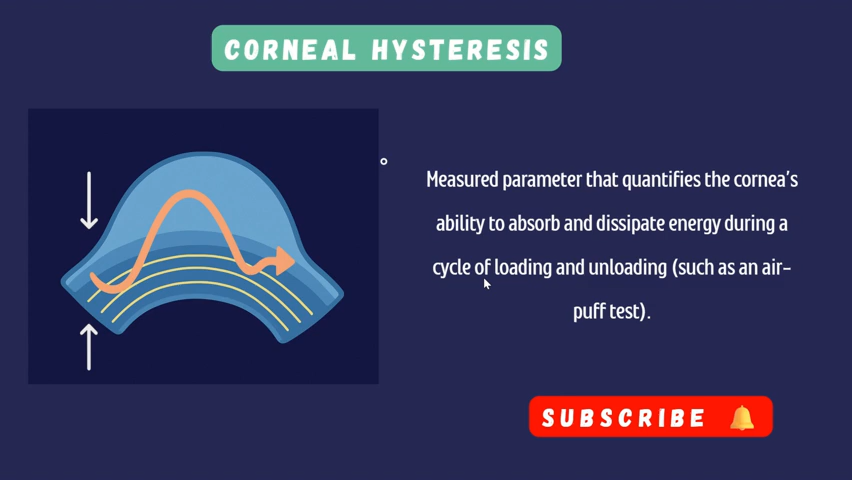 CORNEAL HYSTERESIS
Measured parameter that quantifies the cornea's
ability to absorb and dissipate energy during a
cycle of loading and unloading (such as an air-
puff test).
SUBSCRIBE